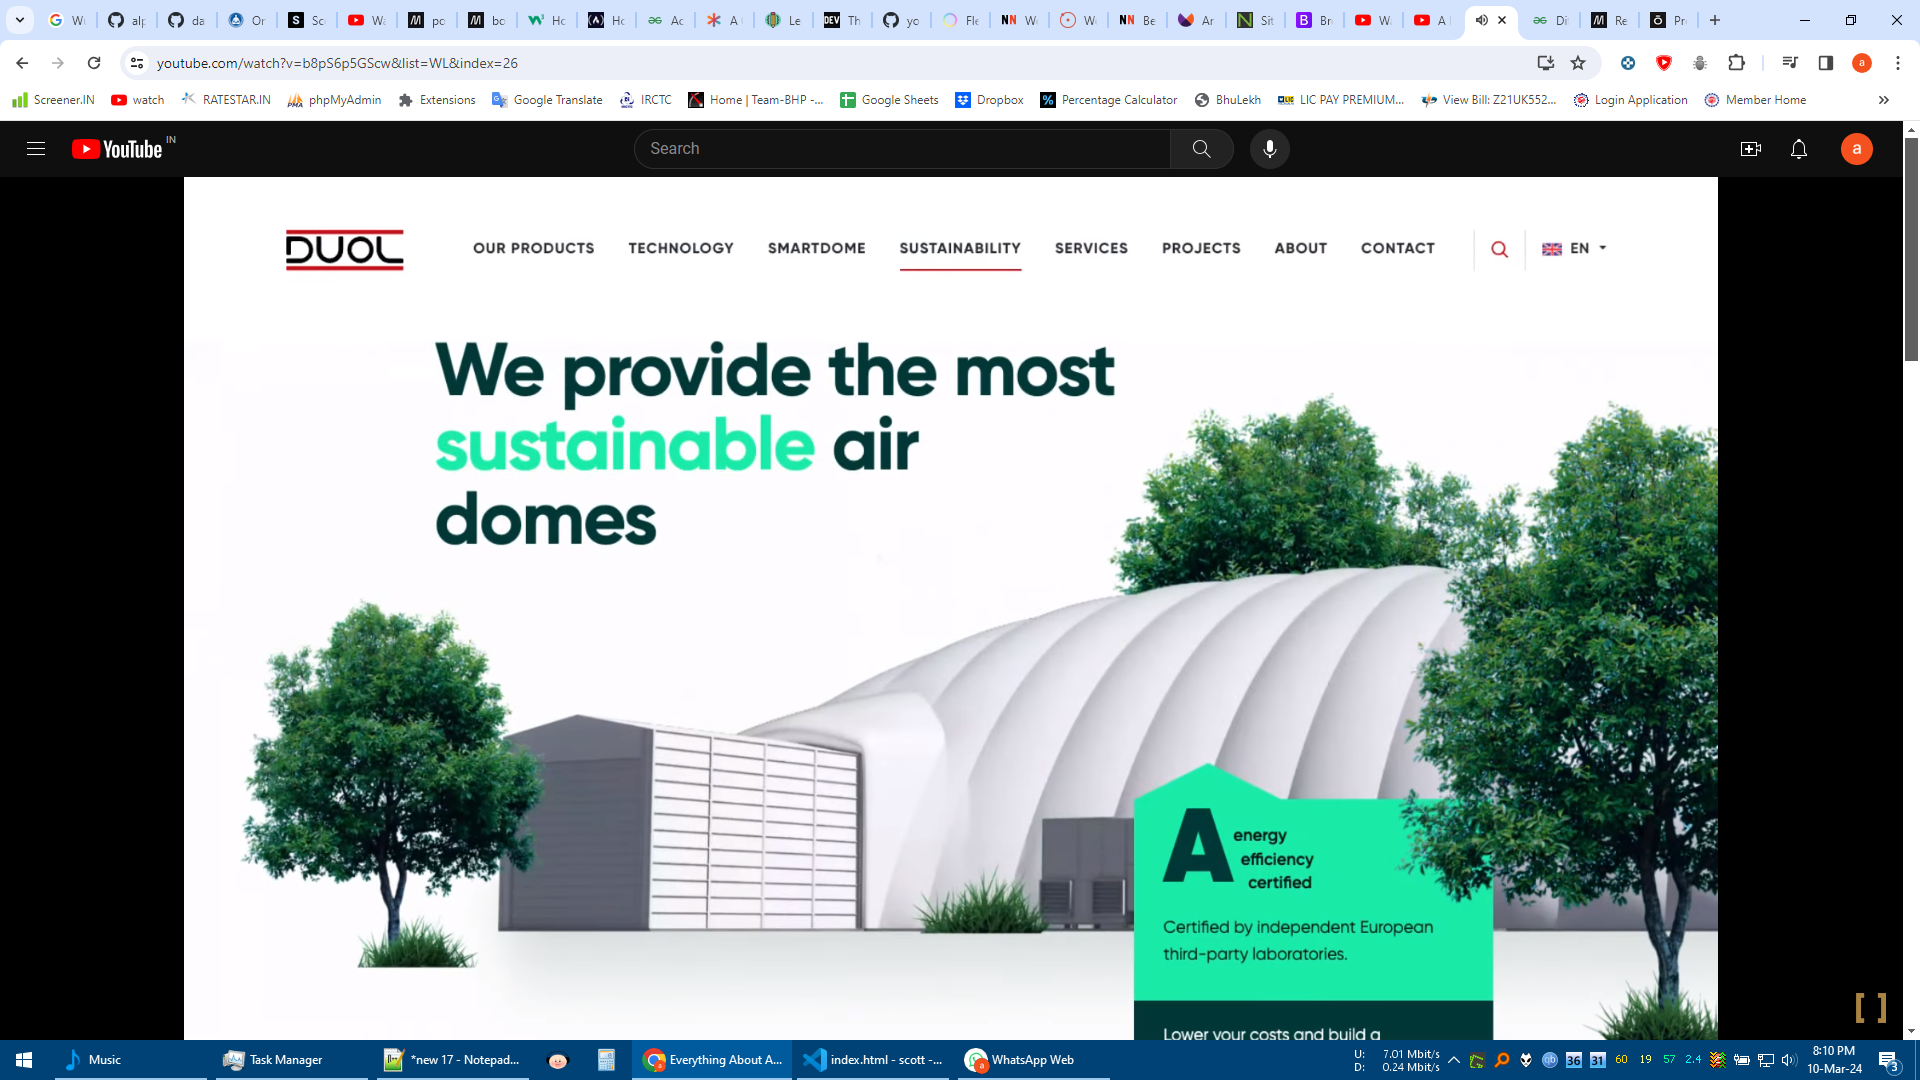 W
alp
da
Or
Sc
Wa
po
bo
Ho
Ho
Ac
A
Le
Th
yo
Fle
W
W
Be
Ar
Sit
Br
Wa
A
Di
Re
Pr
youtube.com/watch?v=b8pS6p5GScw&list=WL&index=26
a
Screener.IN
watch
RATESTAR.IN
phpMyAdmin
Extensions
Google Translate
IRCTC
Home | Team-BHP -...
Google Sheets
Dropbox
Percentage Calculator
BhuLekh
LIC PAY PREMIUM...
View Bill: Z21UK552...
Login Application
Member Home
YouTube IN
Search
a
DUOL
OUR PRODUCTS
TECHNOLOGY
SMARTDOME
SUSTAINABILITY
SERVICES
PROJECTS
ABOUT
CONTACT
EN
We provide the most
sustainable air
domes
A energy
efficiency
certified
Certified by independent European
third-party laboratories.
Lower your costs and build a
[ ]
Music
Task Manager
*new 17 - Notepad...
Everything About A...
index.html - scott -...
WhatsApp Web
U: 7.01 Mbit/s
D: 0.24 Mbit/s
36
31
60
19
57
2.4
8:10 PM
10-Mar-24
3